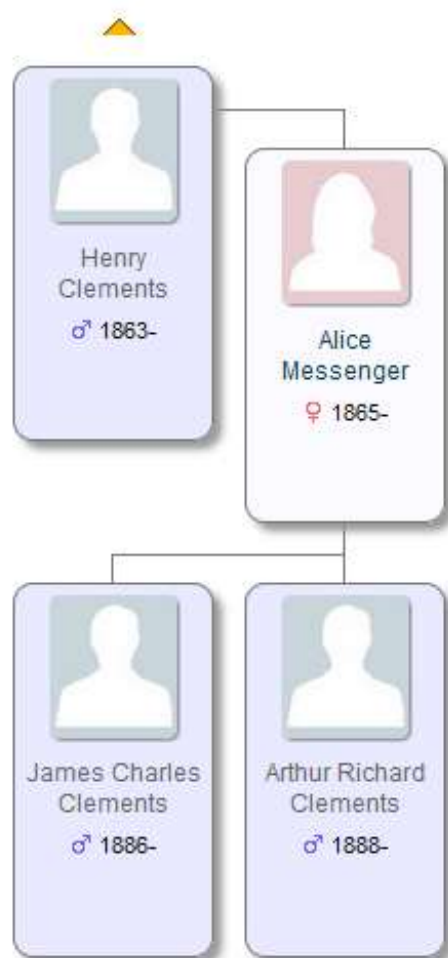 Henry
Clements
♂ 1863-
Alice
Messenger
♀ 1865-
James Charles
Clements
♂ 1886-
Arthur Richard
Clements
♂ 1888-